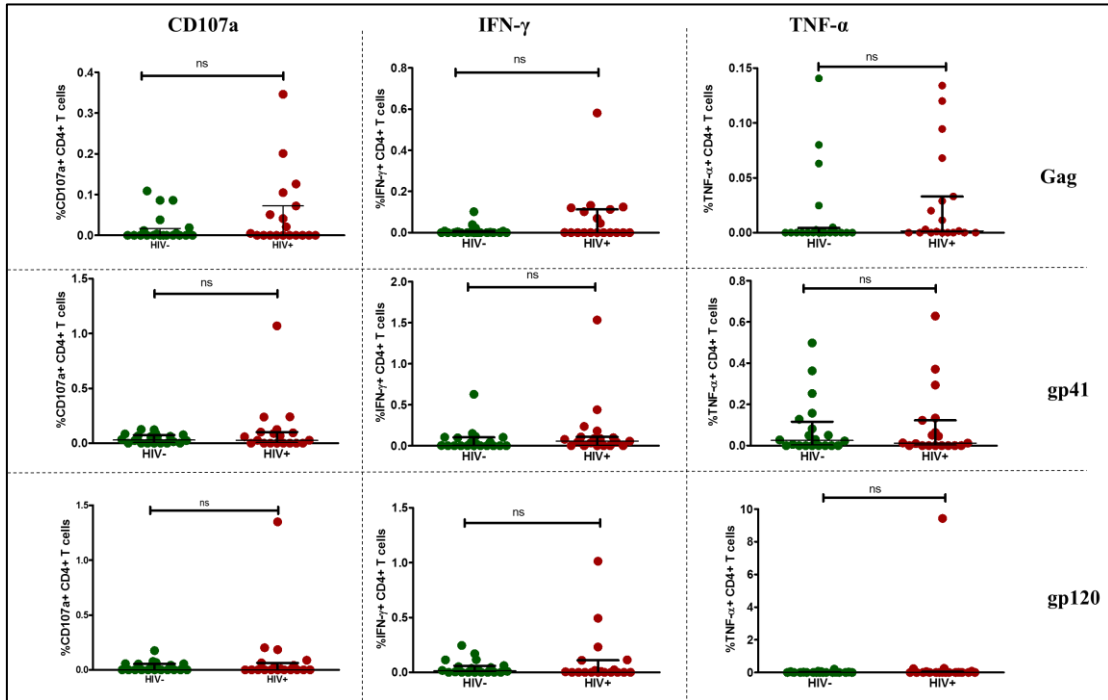 CD107a
IFN-γ
TNF-α
ns
%CD107a+ CD4+ T cells
0.4
0.3
0.2
0.1
0.0
HIV-
HIV+
ns
%IFN-γ+ CD4+ T cells
0.8
0.6
0.4
0.2
0.0
HIV-
HIV+
ns
%TNF-α+ CD4+ T cells
0.15
0.10
0.05
0.00
HIV-
HIV+
Gag
ns
%CD107a+ CD4+ T cells
1.5
1.0
0.5
0.0
HIV-
HIV+
ns
%IFN-γ+ CD4+ T cells
2.0
1.5
1.0
0.5
0.0
HIV-
HIV+
ns
%TNF-α+ CD4+ T cells
0.8
0.6
0.4
0.2
0.0
HIV-
HIV+
gp41
ns
%CD107a+ CD4+ T cells
1.5
1.0
0.5
0.0
HIV-
HIV+
ns
%IFN-γ+ CD4+ T cells
1.5
1.0
0.5
0.0
HIV-
HIV+
ns
%TNF-α+ CD4+ T cells
10
8
6
4
2
0
HIV-
HIV+
gp120